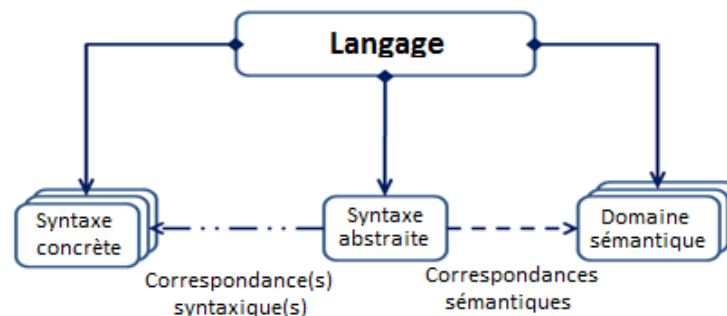 Langage
Syntaxe
concrète
Syntaxe
abstraite
Domaine
sémantique
Correspondance(s)
syntaxique(s)
Correspondances
sémantiques